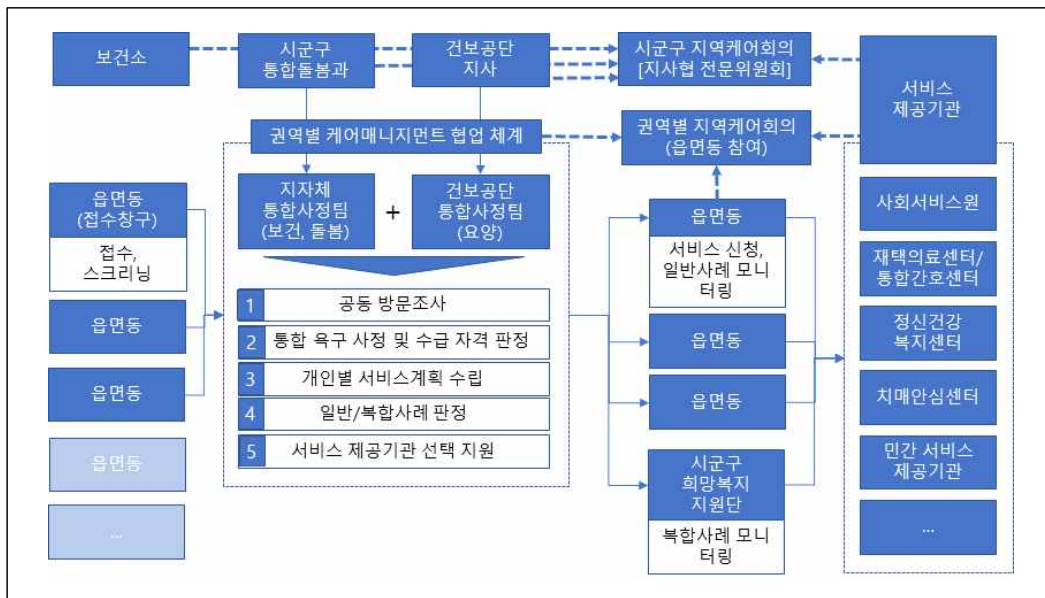 보건소
시군구
통합돌봄과
건보공단
지사
시군구 지역케어회의
[지사협 전문위원회]
서비스
제공기관
권역별 케어매니지먼트 협업 체계
권역별 지역케어회의
(읍면동 참여)
읍면동
(접수창구)
접수,
스크리닝
읍면동
읍면동
읍면동
...
지자체
통합사정팀
(보건, 돌봄)
+
건보공단
통합사정팀
(요양)
1 공동 방문조사
2 통합 욕구 사정 및 수급 자격 판정
3 개인별 서비스계획 수립
4 일반/복합사례 판정
5 서비스 제공기관 선택 지원
읍면동
서비스 신청,
일반사례 모니
터링
읍면동
읍면동
시군구
희망복지
지원단
복합사례 모니
터링
사회서비스원
재택의료센터/
통합간호센터
정신건강
복지센터
치매안심센터
민간 서비스
제공기관
...